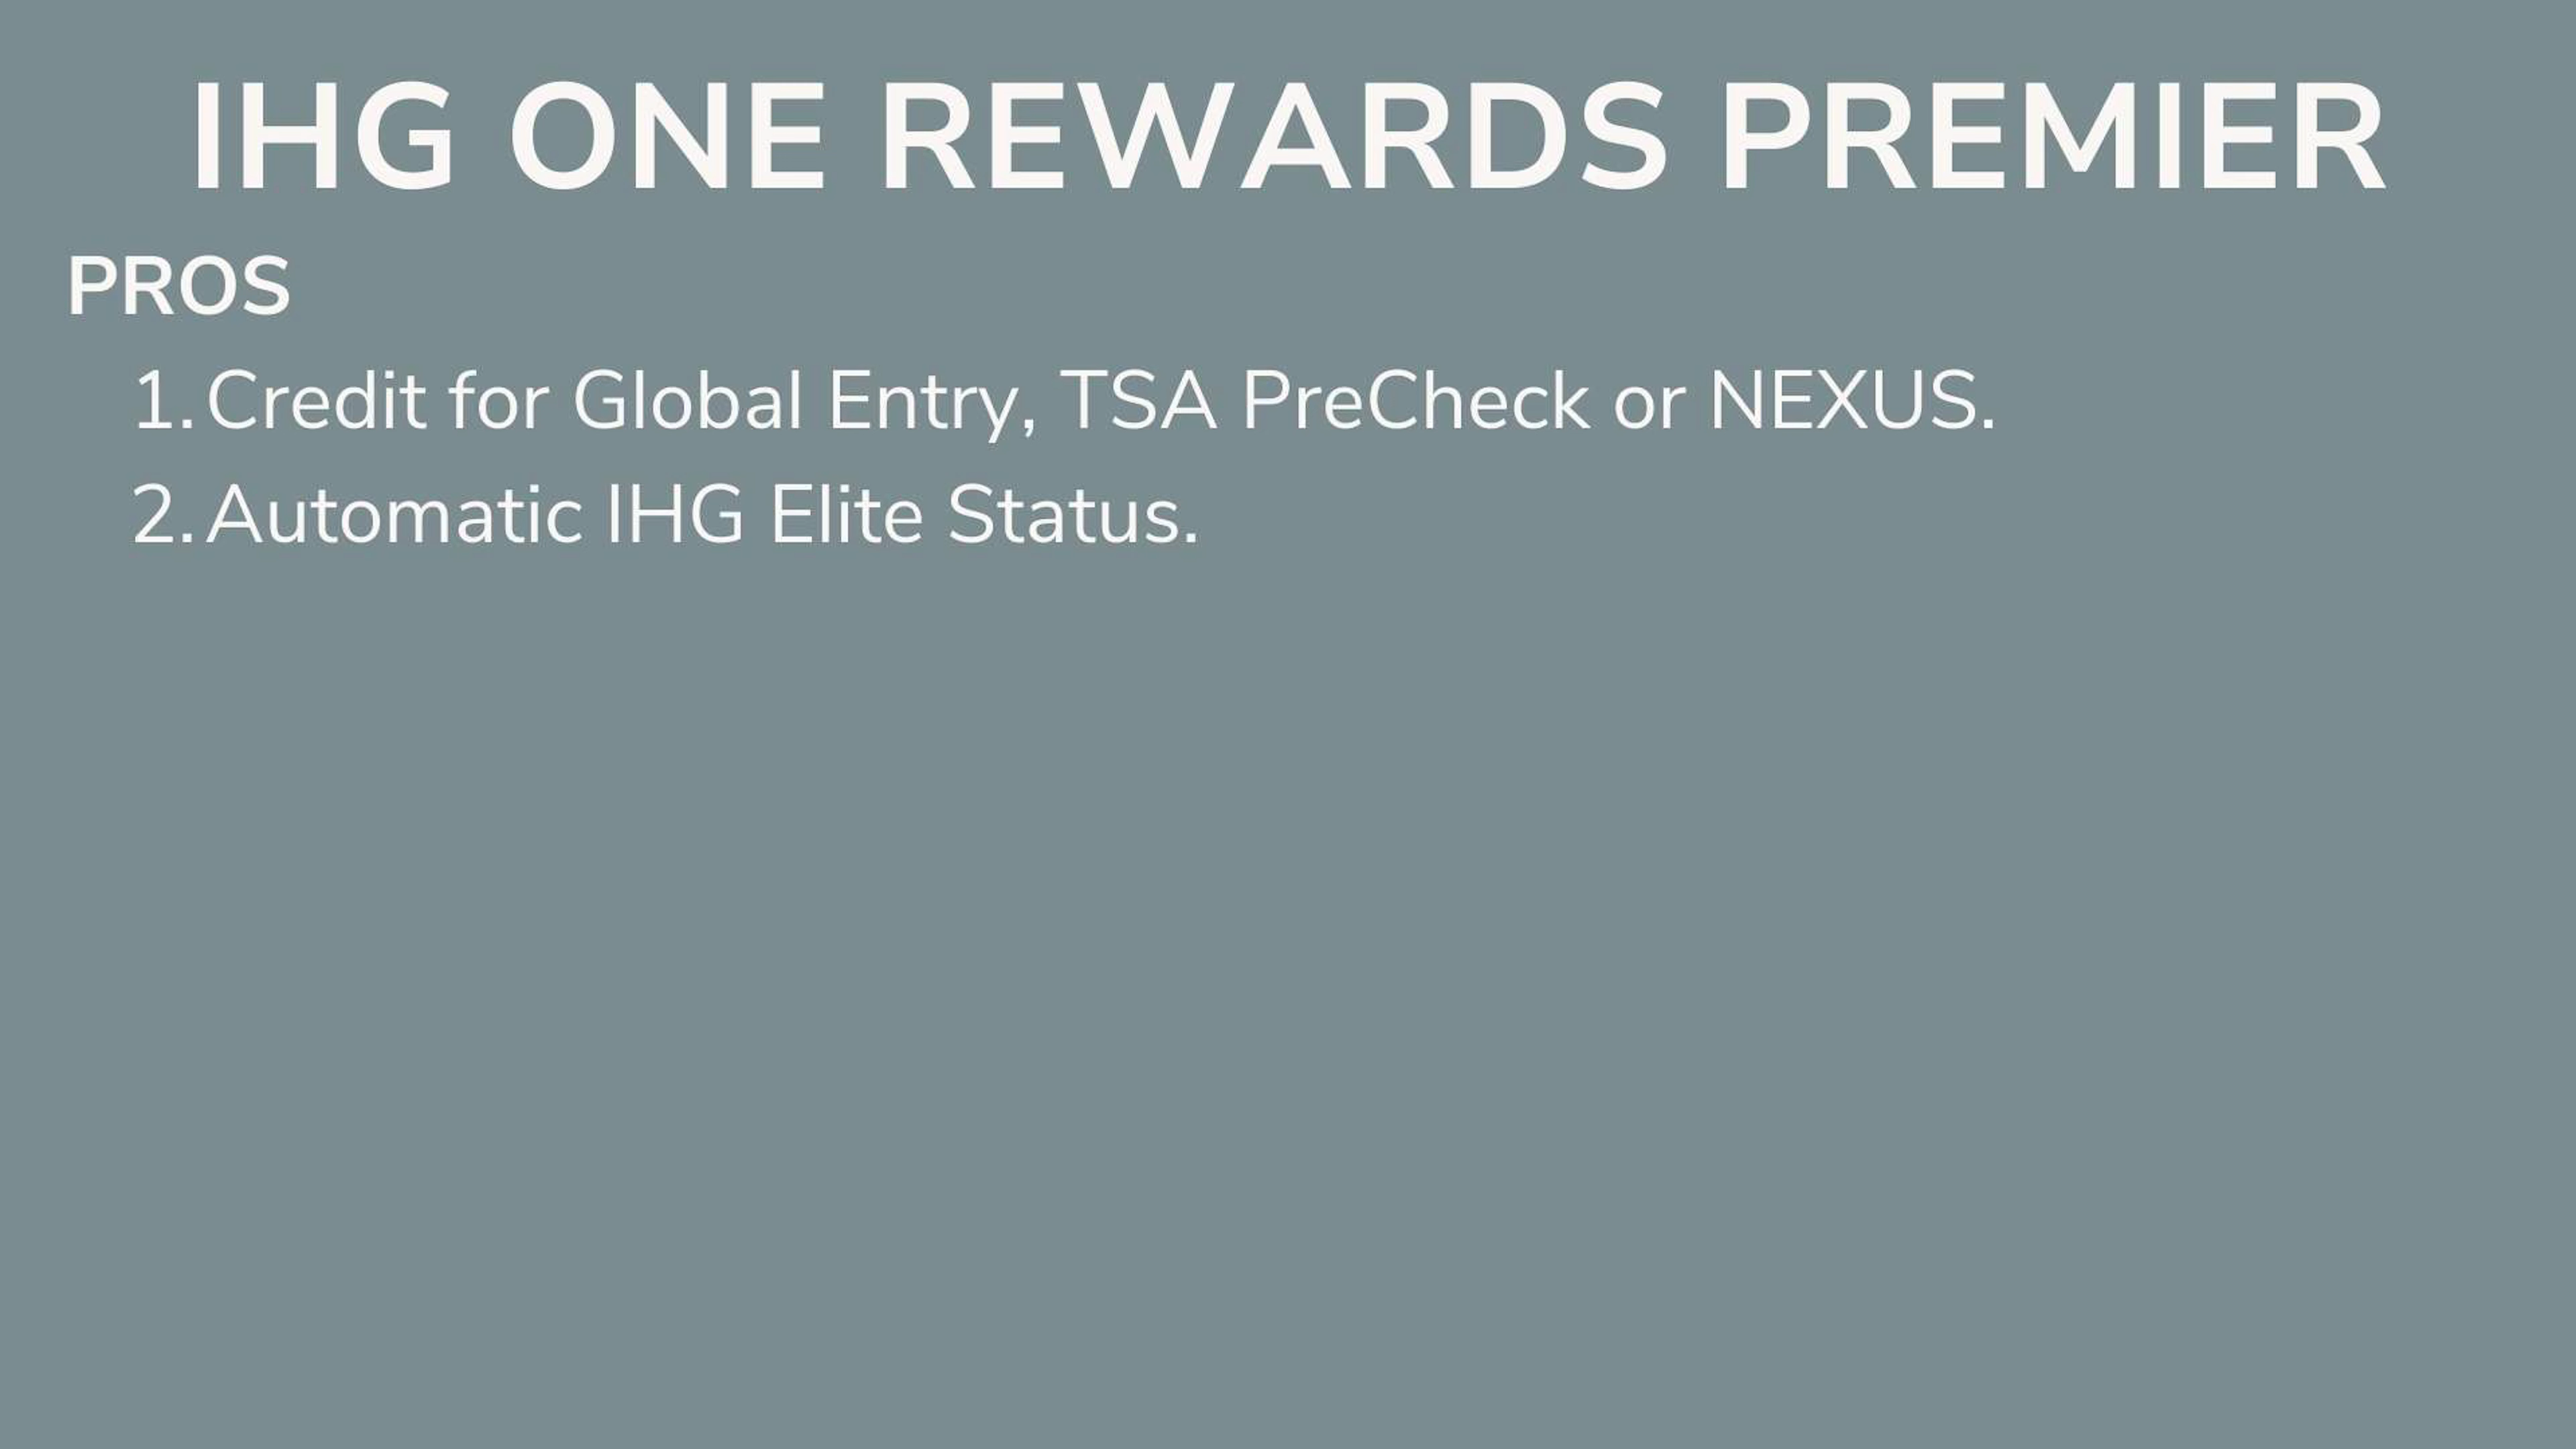 IHG ONE REWARDS PREMIER
PROS
1. Credit for Global Entry, TSA PreCheck or NEXUS.
2. Automatic IHG Elite Status.